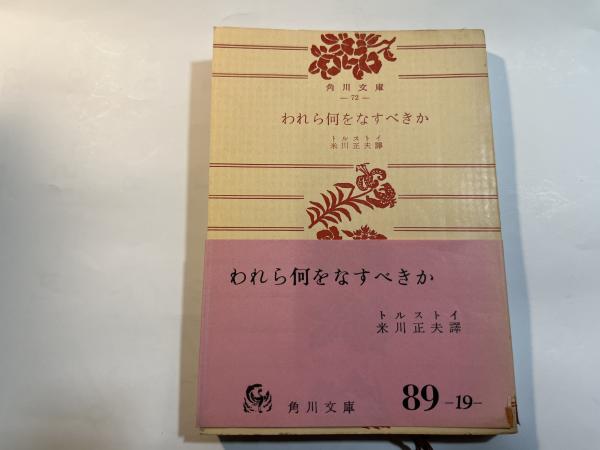 角川文庫
—72—
われら何をなすべきか
トルストイ
米川正夫譯
われら何をなすべきか
トルストイ
米川正夫譯
角川文庫
89 —19—